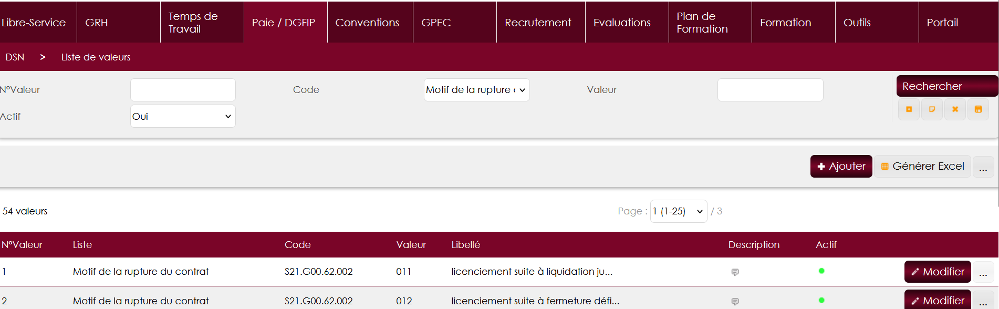 Libre-Service GRH Temps de Travail Paie / DGFIP Conventions GPEC Recrutement Evaluations Plan de Formation Formation Outils Portail
DSN > Liste de valeurs
N°Valeur Code Motif de la rupture Valeur Rechercher
Actif Oui
Ajouter Générer Excel ...
54 valeurs Page : 1 (1-25) / 3
N°Valeur Liste Code Valeur Libellé Description Actif
1 Motif de la rupture du contrat S21.G00.62.002 011 licenciement suite à liquidation ju... Modifier ...
2 Motif de la rupture du contrat S21.G00.62.002 012 licenciement suite à fermeture défi... Modifier ...